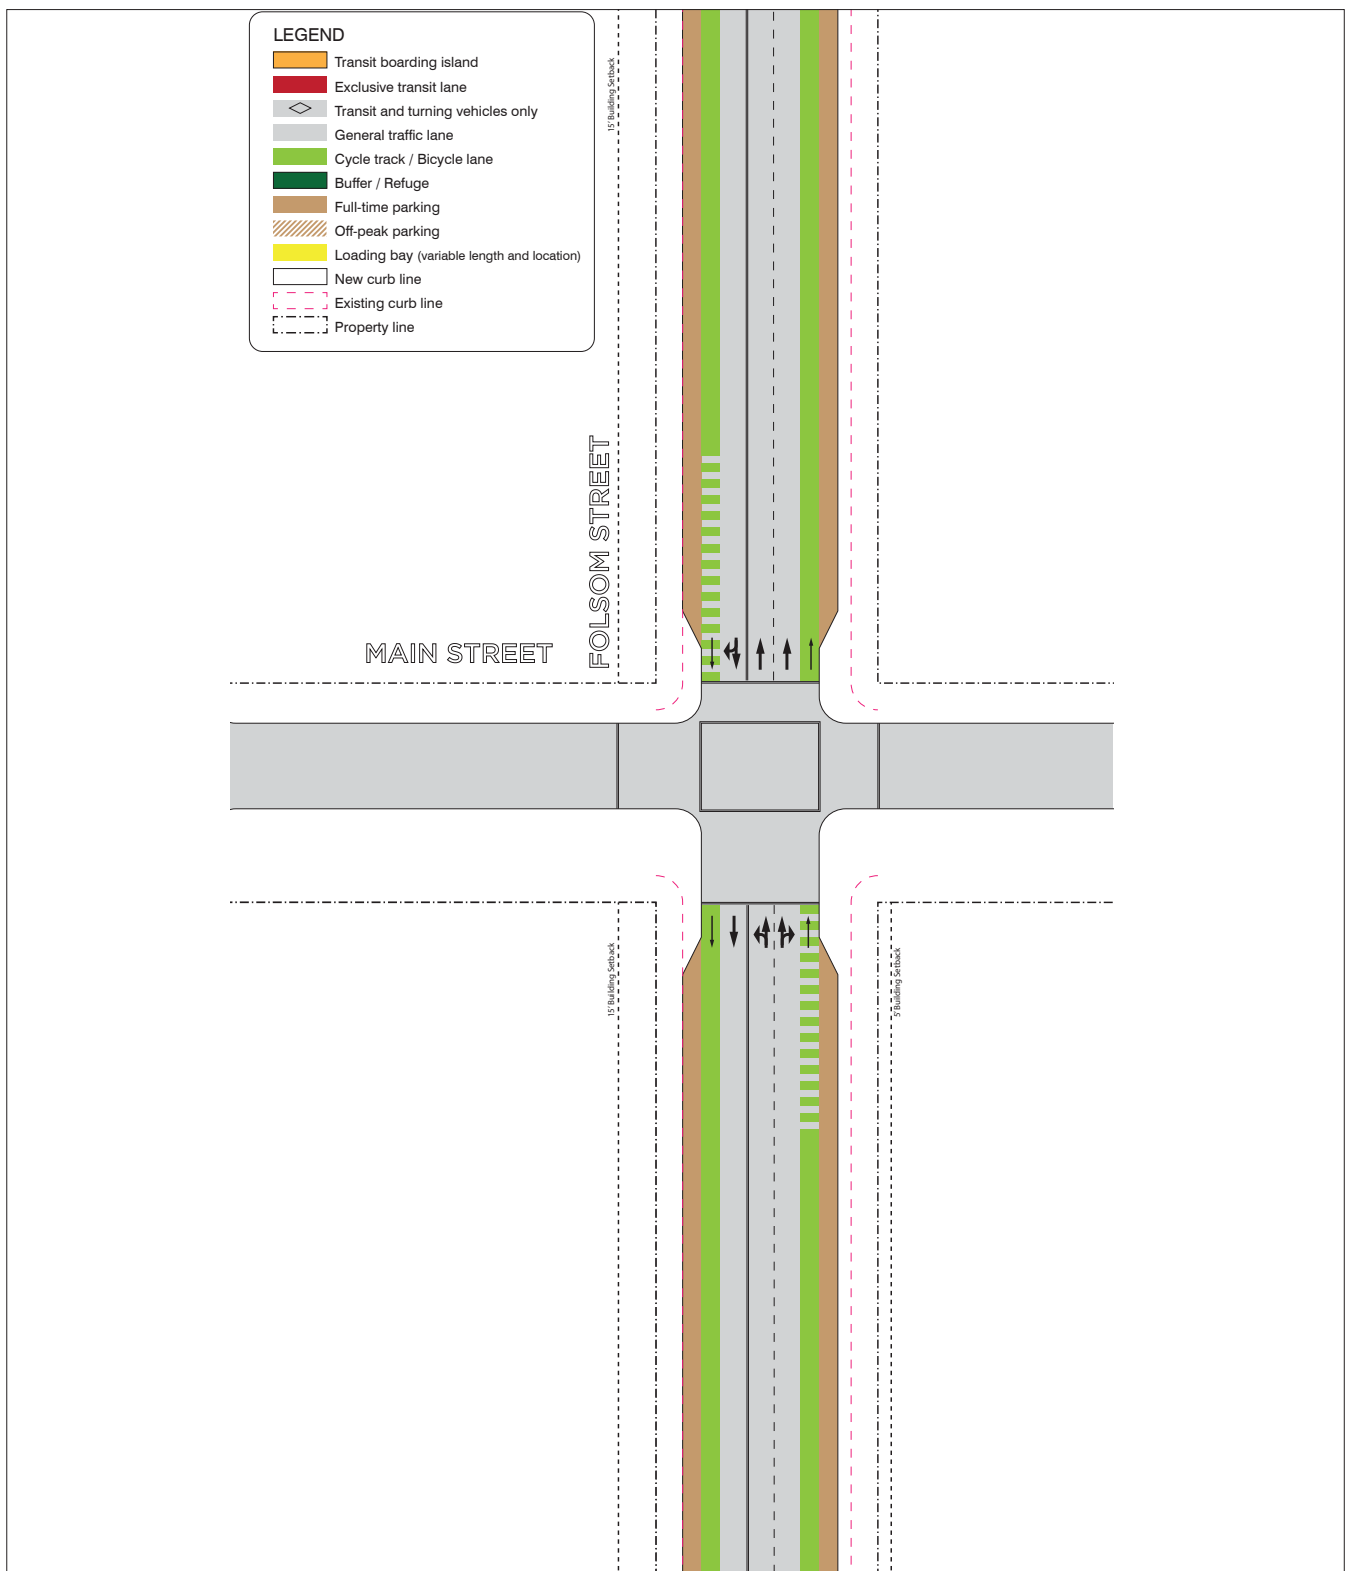 LEGEND
Transit boarding island
Exclusive transit lane
Transit and turning vehicles only
General traffic lane
Cycle track / Bicycle lane
Buffer / Refuge
Full-time parking
Off-peak parking
Loading bay (variable length and location)
New curb line
Existing curb line
Property line
15' Building Setback
FOLSOM STREET
MAIN STREET
15' Building Setback
5' Building Setback